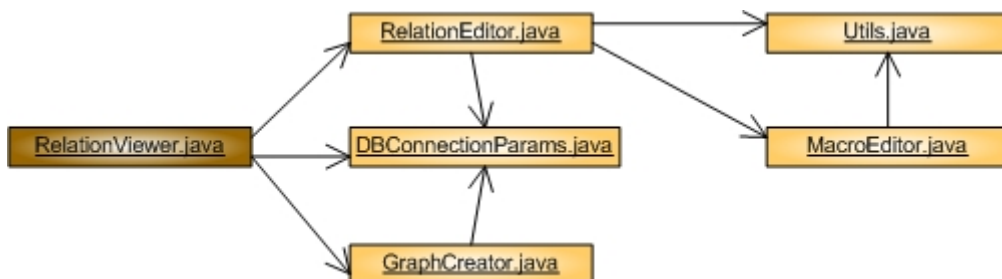 RelationEditor.java
Utils.java
RelationViewer.java
DBConnectionParams.java
MacroEditor.java
GraphCreator.java